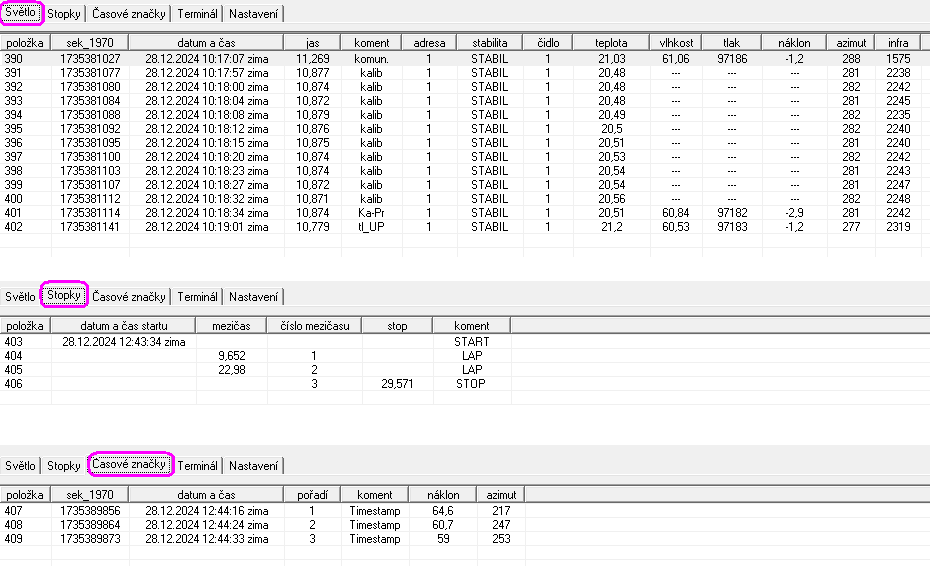 Světlo Stopky Časové značky Terminál Nastavení
položka sek_1970 datum a čas jas koment adresa stabilita čidlo teplota vlhkost tlak náklon azimut infra
390 1735381027 28.12.2024 10:17:07 zima 11,269 komun. 1 STABIL 1 21,03 61,06 97186 -1,2 288 1575
391 1735381077 28.12.2024 10:17:57 zima 10,877 kalib 1 STABIL 1 20,48 --- --- --- 281 2238
392 1735381080 28.12.2024 10:18:00 zima 10,874 kalib 1 STABIL 1 20,48 --- --- --- 282 2242
393 1735381084 28.12.2024 10:18:04 zima 10,872 kalib 1 STABIL 1 20,48 --- --- --- 281 2245
394 1735381088 28.12.2024 10:18:08 zima 10,879 kalib 1 STABIL 1 20,49 --- --- --- 282 2235
395 1735381092 28.12.2024 10:18:12 zima 10,876 kalib 1 STABIL 1 20,5 --- --- --- 282 2240
396 1735381095 28.12.2024 10:18:15 zima 10,875 kalib 1 STABIL 1 20,51 --- --- --- 281 2240
397 1735381100 28.12.2024 10:18:20 zima 10,874 kalib 1 STABIL 1 20,53 --- --- --- 282 2242
398 1735381103 28.12.2024 10:18:23 zima 10,874 kalib 1 STABIL 1 20,54 --- --- --- 281 2243
399 1735381107 28.12.2024 10:18:27 zima 10,872 kalib 1 STABIL 1 20,54 --- --- --- 281 2247
400 1735381112 28.12.2024 10:18:32 zima 10,871 kalib 1 STABIL 1 20,56 --- --- --- 282 2248
401 1735381114 28.12.2024 10:18:34 zima 10,874 Ka-Pr 1 STABIL 1 20,51 60,84 97182 -2,9 281 2242
402 1735381141 28.12.2024 10:19:01 zima 10,779 tl_UP 1 STABIL 1 21,2 60,53 97183 -1,2 277 2319
Světlo Stopky Časové značky Terminál Nastavení
položka datum a čas startu mezičas číslo mezičasu stop koment
403 28.12.2024 12:43:34 zima START
404 9,652 1 LAP
405 22,98 2 LAP
406 3 29,571 STOP
Světlo Stopky Časové značky Terminál Nastavení
položka sek_1970 datum a čas pořadí koment náklon azimut
407 1735389856 28.12.2024 12:44:16 zima 1 Timestamp 64,6 217
408 1735389864 28.12.2024 12:44:24 zima 2 Timestamp 60,7 247
409 1735389873 28.12.2024 12:44:33 zima 3 Timestamp 59 253